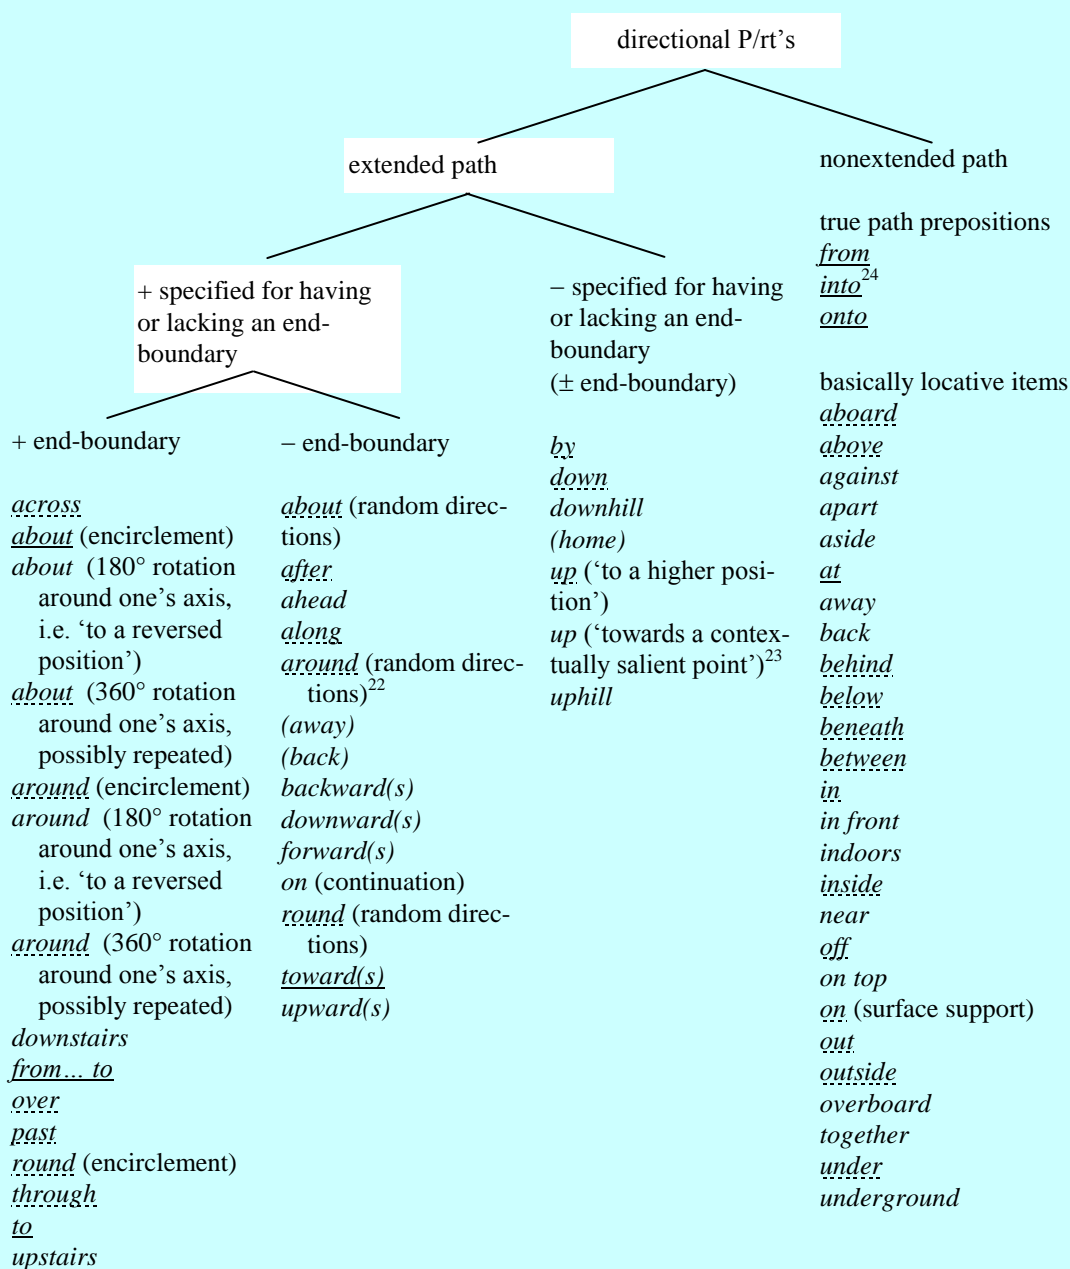 directional P/rt's
extended path
nonextended path
+ specified for having
or lacking an end-
boundary
+ end-boundary
across
about (encirclement)
about (180° rotation
around one's axis,
i.e. 'to a reversed
position')
about (360° rotation
around one's axis,
possibly repeated)
around (encirclement)
around (180° rotation
around one's axis,
i.e. 'to a reversed
position')
around (360° rotation
around one's axis,
possibly repeated)
downstairs
from… to
over
past
round (encirclement)
through
to
upstairs
− end-boundary
about (random direc-
tions)
after
ahead
along
around (random direc-
tions)22
(away)
(back)
backward(s)
downward(s)
forward(s)
on (continuation)
round (random direc-
tions)
toward(s)
upward(s)
− specified for having
or lacking an end-
boundary
(± end-boundary)
by
down
downhill
(home)
up ('to a higher posi-
tion')
up ('towards a contex-
tually salient point')23
uphill
true path prepositions
from
into24
onto
basically locative items
aboard
above
against
apart
aside
at
away
back
behind
below
beneath
between
in
in front
indoors
inside
near
off
on top
on (surface support)
out
outside
overboard
together
under
underground